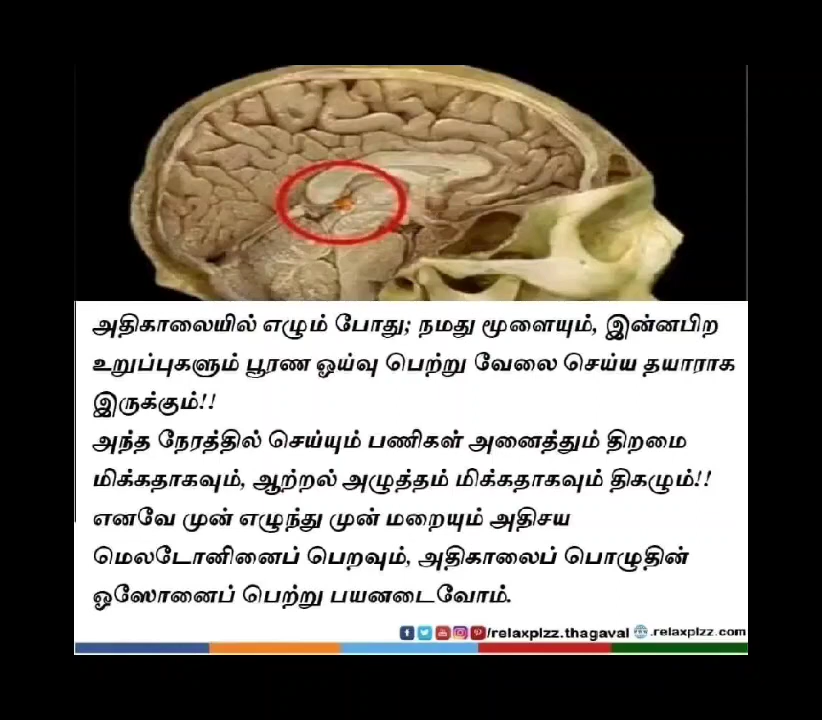 அதிகாலையில் எழும் போது; நமது மூளையும், இன்னபிற
உறுப்புகளும் பூரண ஓய்வு பெற்று வேலை செய்ய தயாராக
இருக்கும்!!
அந்த நேரத்தில் செய்யும் பணிகள் அனைத்தும் திறமை
மிக்கதாகவும், ஆற்றல் அழுத்தம் மிக்கதாகவும் திகழும்!!
எனவே முன் எழுந்து முன் மறையும் அதிசய
மெலடோனினைப் பெறவும், அதிகாலைப் பொழுதின்
ஓஸோனைப் பெற்று பயனடைவோம்.
/relaxplzz.thagaval .relaxplzz.com